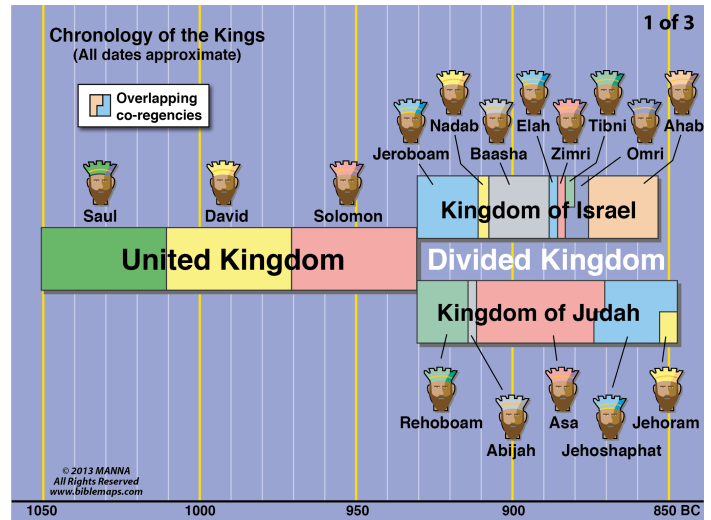 Chronology of the Kings
(All dates approximate)
1 of 3
Overlapping
co-regencies
Nadab
Elah
Tibni
Ahab
Jeroboam
Baasha
Zimri
Omri
Saul
David
Solomon
Kingdom of Israel
United Kingdom
Divided Kingdom
Kingdom of Judah
Rehoboam
Asa
Jehoram
Abijah
Jehoshaphat
© 2013 MANNA
All Rights Reserved
www.biblemaps.com
1050 1000 950 900 850 BC